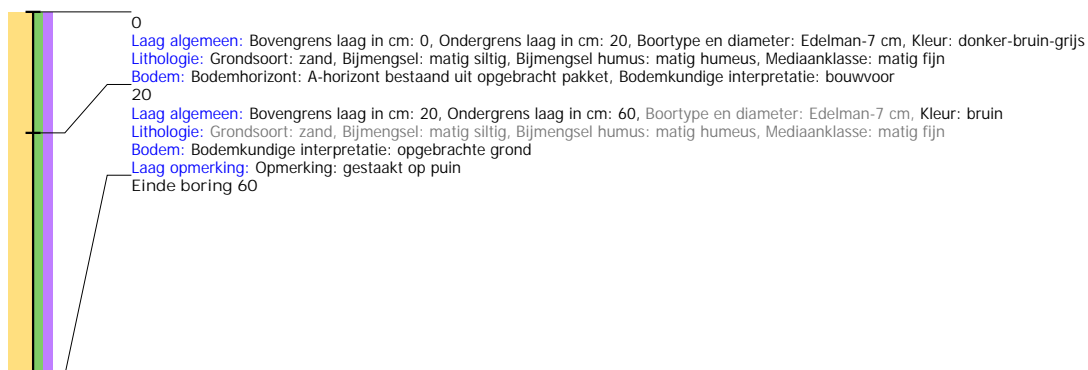 0
Laag algemeen: Bovengrens laag in cm: 0, Ondergrens laag in cm: 20, Boortype en diameter: Edelman-7 cm, Kleur: donker-bruin-grijs
Lithologie: Grondsoort: zand, Bijmengsel: matig siltig, Bijmengsel humus: matig humeus, Mediaanklasse: matig fijn
Bodem: Bodemhorizont: A-horizont bestaand uit opgebracht pakket, Bodemkundige interpretatie: bouwvoor
20
Laag algemeen: Bovengrens laag in cm: 20, Ondergrens laag in cm: 60, Boortype en diameter: Edelman-7 cm, Kleur: bruin
Lithologie: Grondsoort: zand, Bijmengsel: matig siltig, Bijmengsel humus: matig humeus, Mediaanklasse: matig fijn
Bodem: Bodemkundige interpretatie: opgebrachte grond
Laag opmerking: Opmerking: gestaakt op puin
Einde boring 60